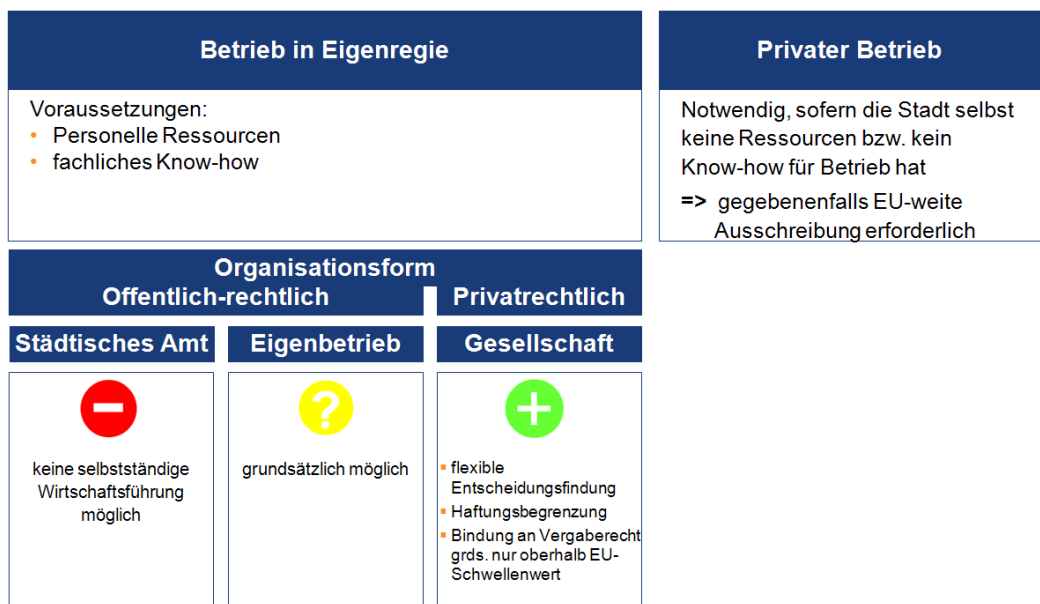 Betrieb in Eigenregie
Voraussetzungen:
• Personelle Ressourcen
• fachliches Know-how
Privater Betrieb
Notwendig, sofern die Stadt selbst
keine Ressourcen bzw. kein
Know-how für Betrieb hat
=> gegebenenfalls EU-weite
Ausschreibung erforderlich
Organisationsform
Offentlich-rechtlich
Privatrechtlich
Städtisches Amt
Eigenbetrieb
Gesellschaft
keine selbstständige
Wirtschaftsführung
möglich
?
grundsätzlich möglich
▪ flexible
Entscheidungsfindung
▪ Haftungsbegrenzung
▪ Bindung an Vergaberecht
grds. nur oberhalb EU-
Schwellenwert